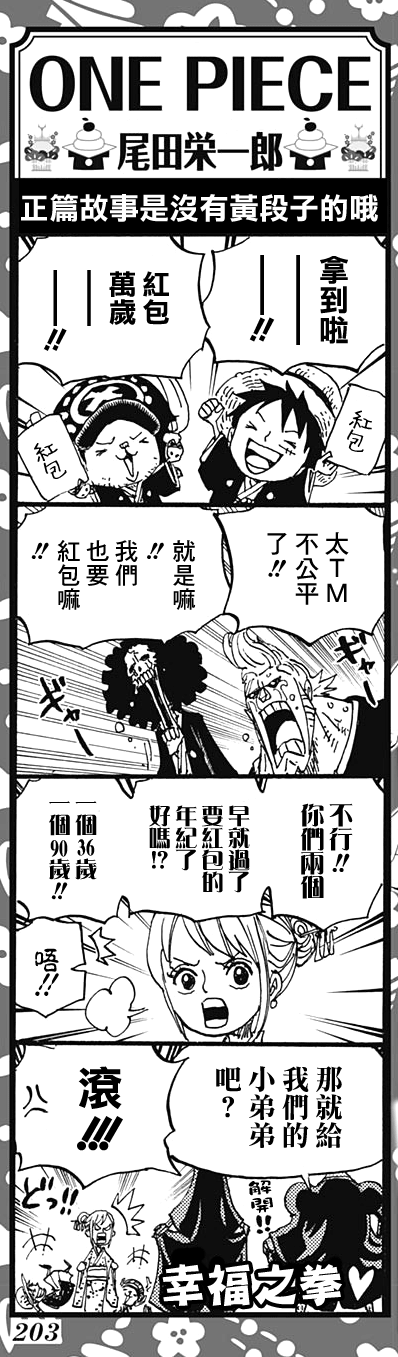 ONE PIECE
尾田栄一郎
正篇故事是沒有黃段子的哦
拿到啦
——!!
紅包
萬歲
——!!
紅包
紅包
太TM
不公平
了!!
就是嘛
!!
我們
也要
紅包嘛
!!
ギャー
ギャー
不行!!
你們兩個
早就過了
要紅包的
年紀了
好嗎!?
一個36歲
一個90歲!!
唔!!
那就給
我們的
小弟弟
吧?
滾
!!!
解開!!
どっ!!
幸福之拳♥
203